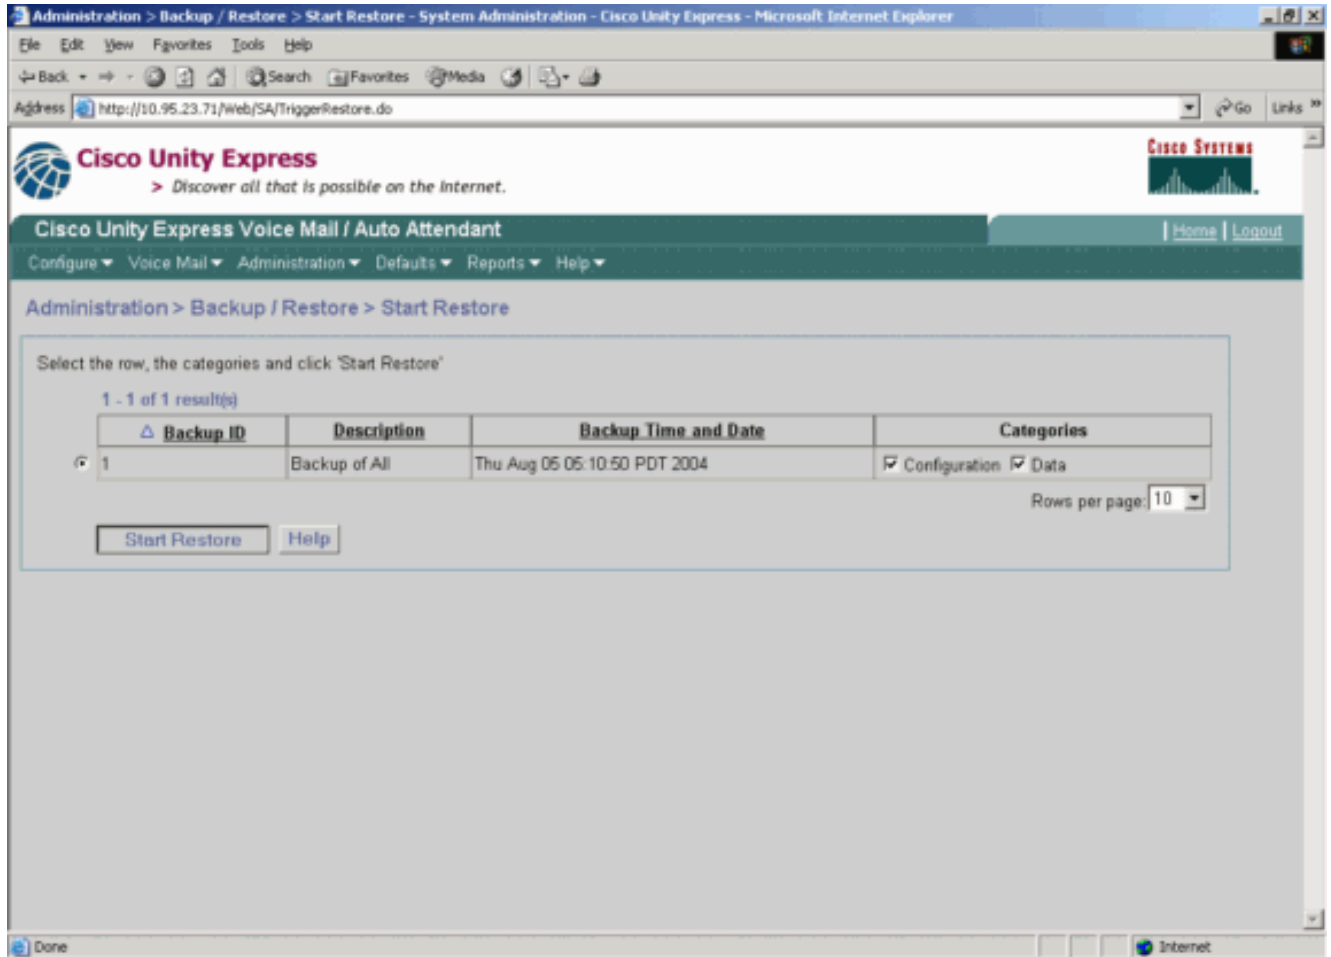 Administration > Backup / Restore > Start Restore - System Administration - Cisco Unity Express - Microsoft Internet Explorer
File Edit View Favorites Tools Help
Back Search Favorites Media
Address http://10.95.23.71/Web/SA/TriggerRestore.do Go Links »
Cisco Unity Express
> Discover all that is possible on the Internet.
CISCO SYSTEMS
Cisco Unity Express Voice Mail / Auto Attendant
| Home | Logout
Configure Voice Mail Administration Defaults Reports Help
Administration > Backup / Restore > Start Restore
Select the row, the categories and click 'Start Restore'
1 - 1 of 1 result(s)
Backup ID Description Backup Time and Date Categories
1 Backup of All Thu Aug 05 05:10:50 PDT 2004 Configuration Data
Rows per page: 10
Start Restore Help
Done Internet